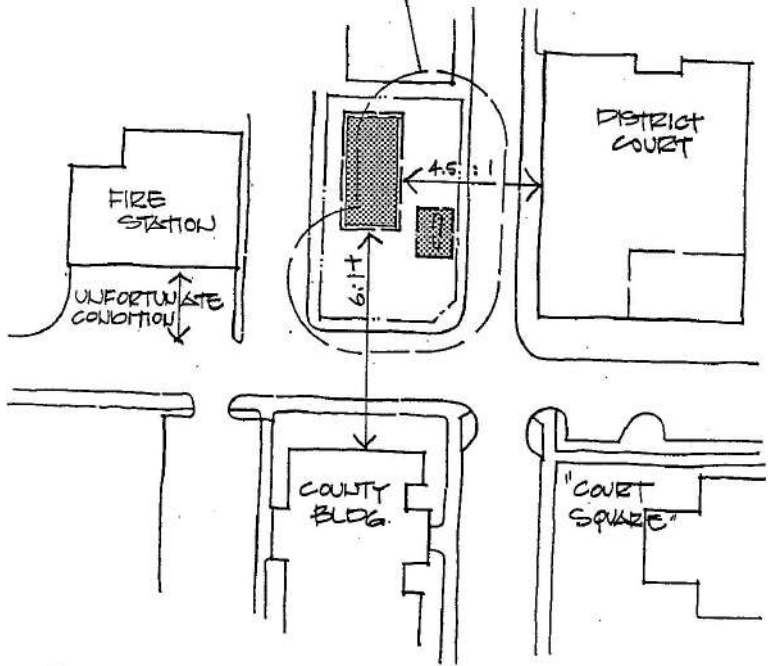 DISTRICT
COURT
4.5 : 1
FIRE
STATION
6:1+
UNFORTUNATE
CONDITION
COUNTY
BLDG.
"COURT
SQUARE"